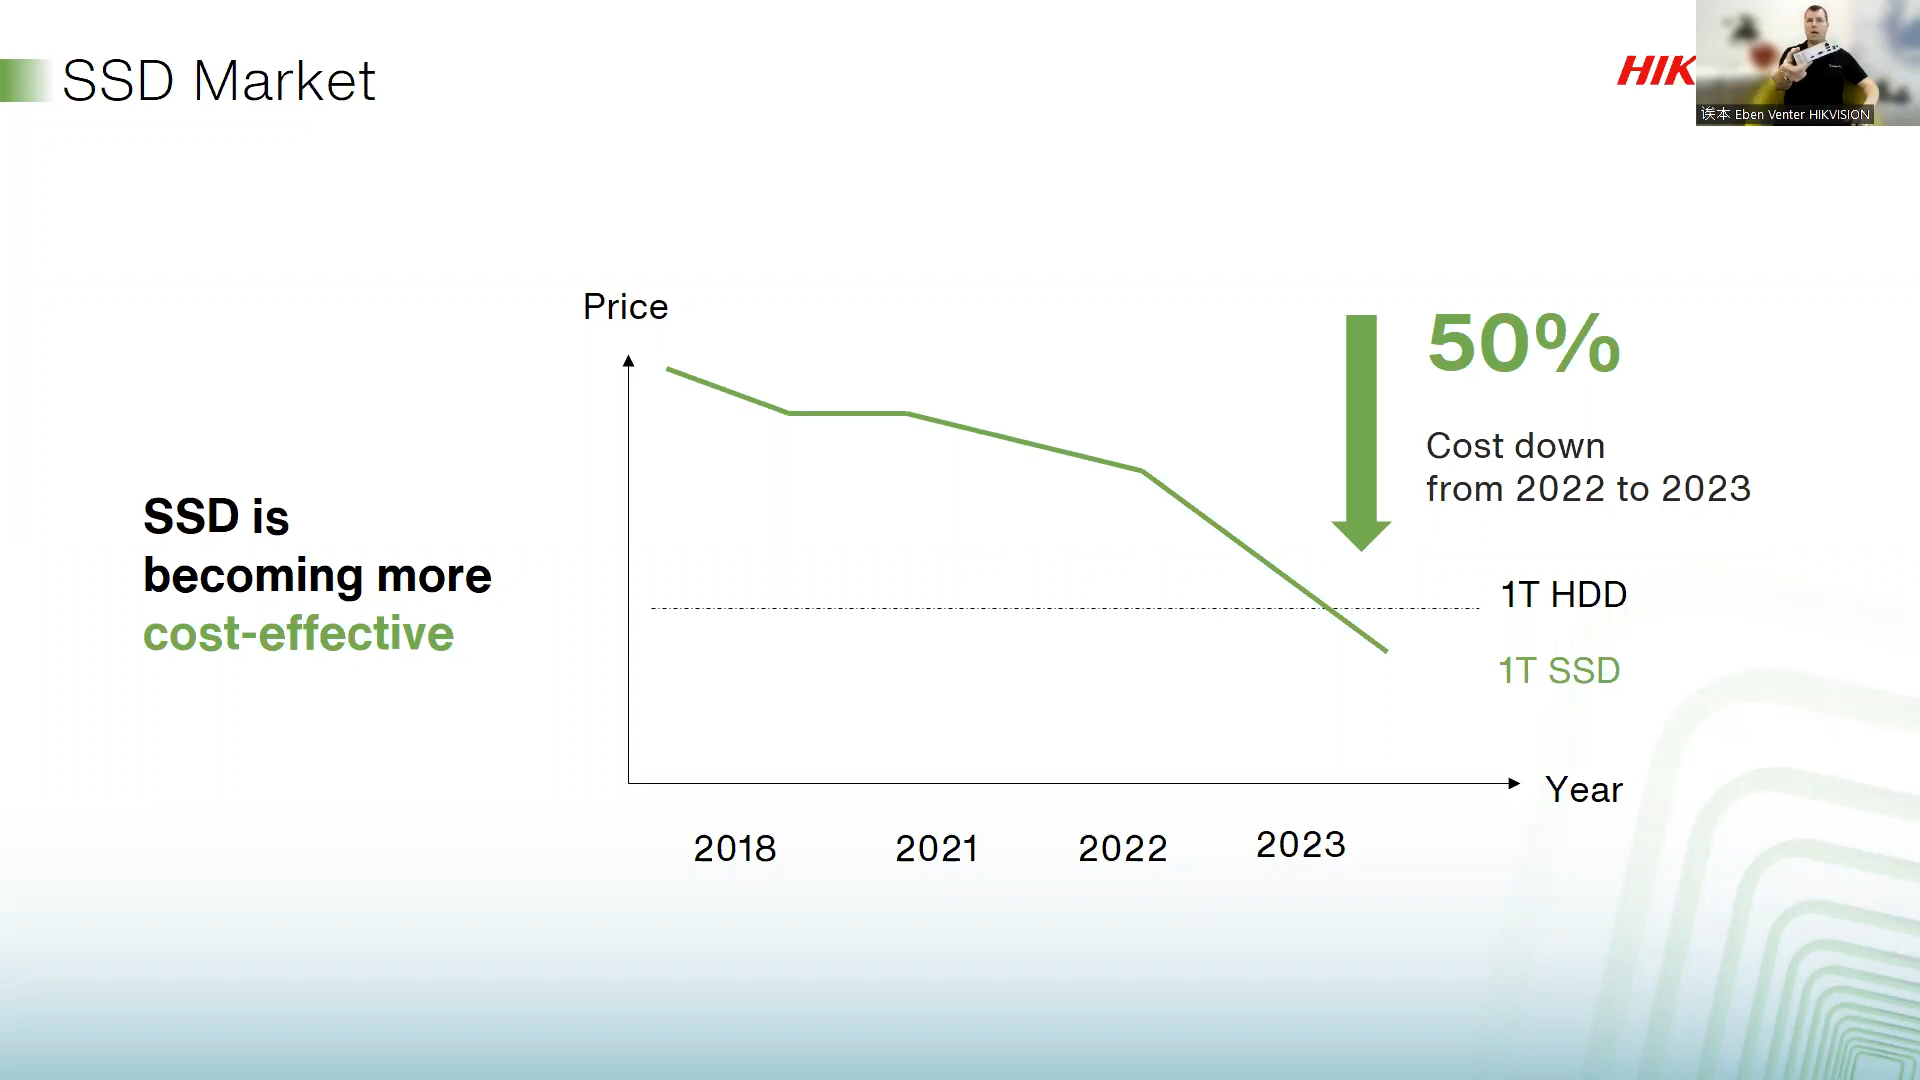 SSD Market
HIK
诶本 Eben Venter HIKVISION
Price
50%
Cost down
from 2022 to 2023
SSD is
becoming more
cost-effective
1T HDD
1T SSD
Year
2018 2021 2022 2023